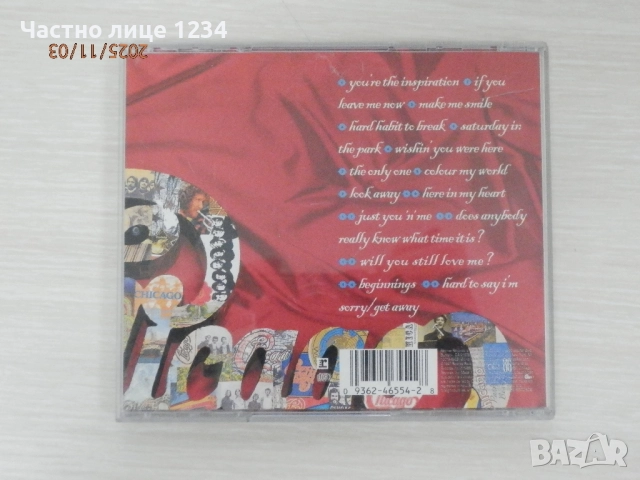 Частно лице 1234
2025/11/03
you're the inspiration if you
leave me now make me smile
hard habit to break saturday in
the park wishin' you were here
the only one colour my world
look away here in my heart
just you 'n' me does anybody
really know what time it is?
will you still love me?
beginnings hard to say i'm
sorry/get away
CHICAGO
0 9362-46554-2 8
BAZAR